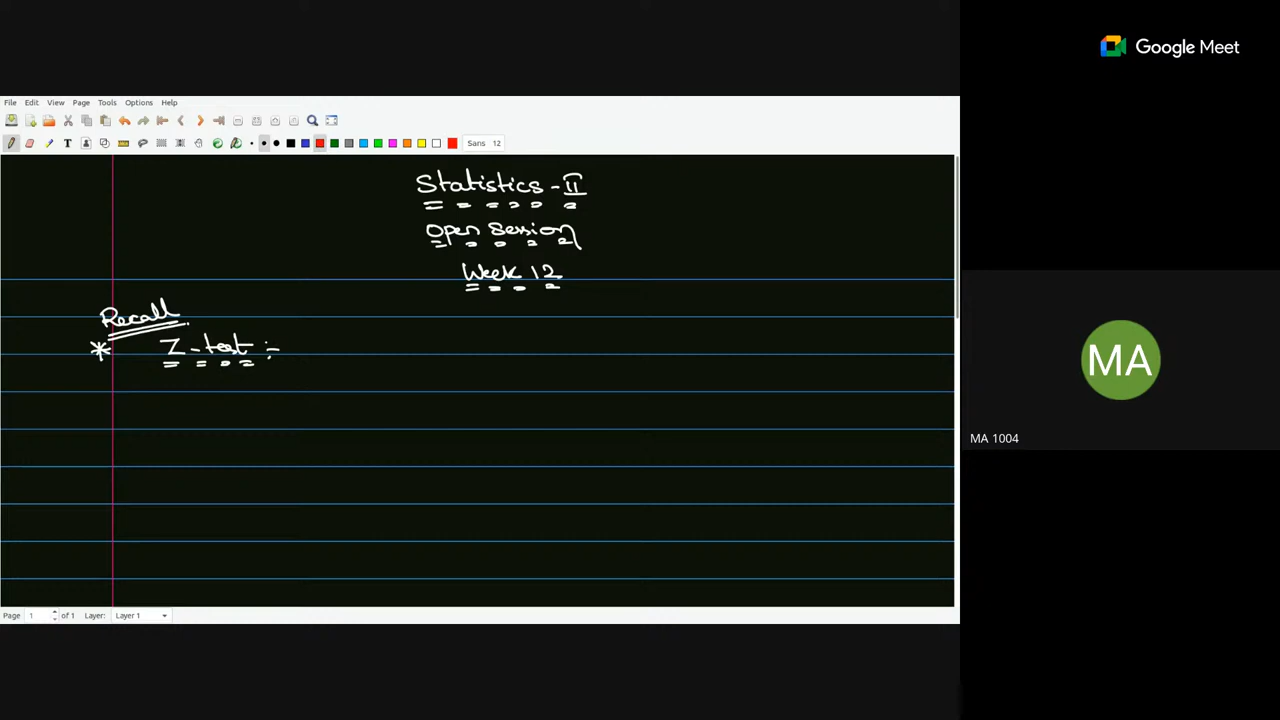 Google Meet
File Edit View Page Tools Options Help
Sans 12
Statistics - II
Open Session
Week 12
Recall
* Z - test :-
MA
MA 1004
Page 1 of 1 Layer: Layer 1